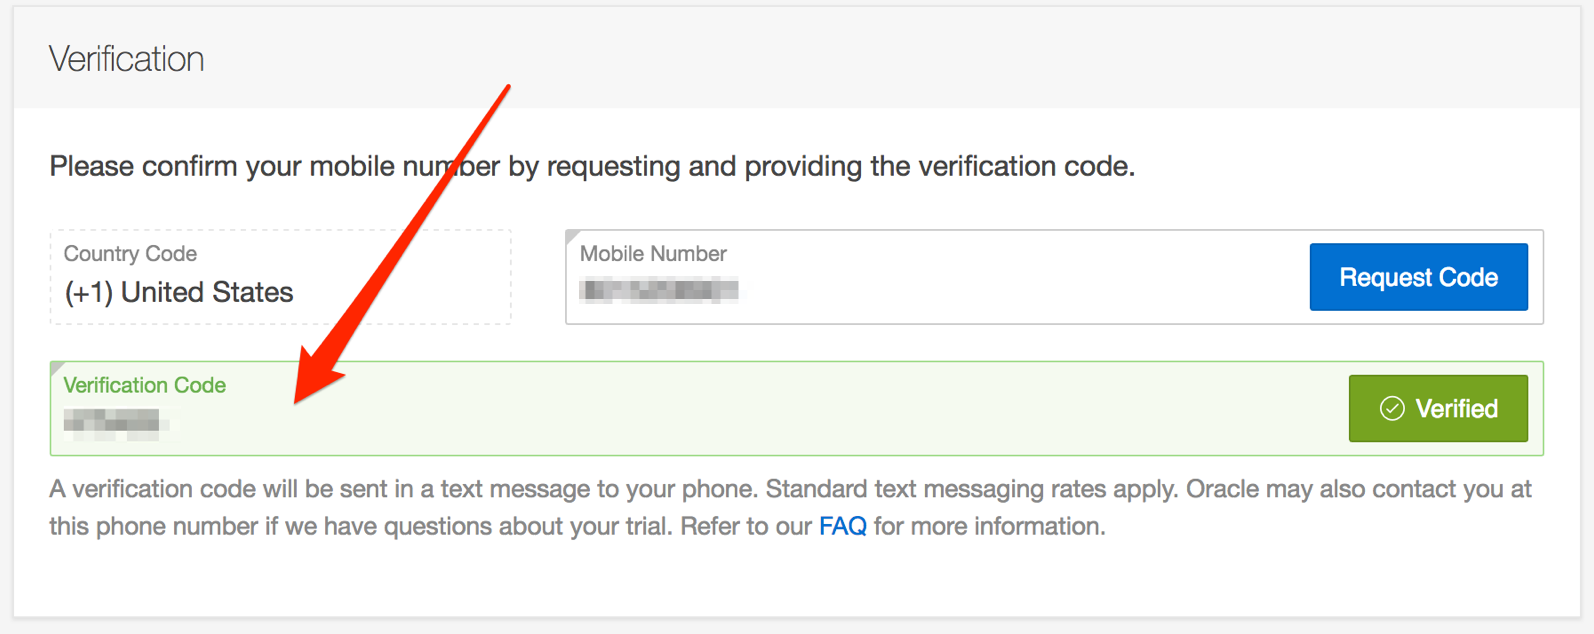 Verification
Please confirm your mobile number by requesting and providing the verification code.
Country Code
(+1) United States
Mobile Number
Request Code
Verification Code
Verified
A verification code will be sent in a text message to your phone. Standard text messaging rates apply. Oracle may also contact you at
this phone number if we have questions about your trial. Refer to our FAQ for more information.